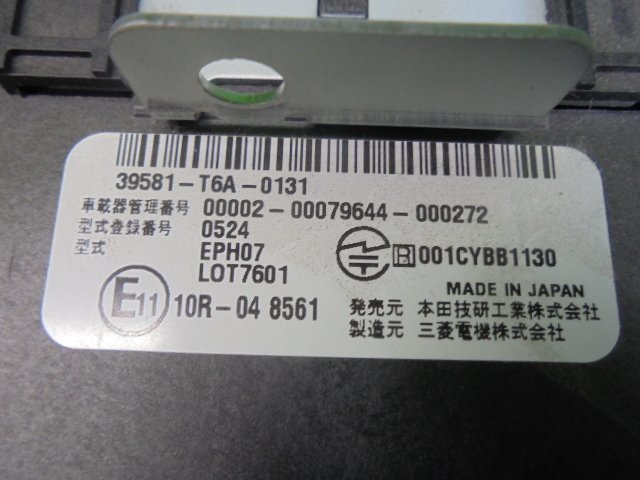 39581-T6A-0131
車載器管理番号 00002-00079644-000272
型式登録番号 0524
型式 EPH07
LOT7601
R 001CYBB1130
MADE IN JAPAN
E11 10R-04 8561
発売元 本田技研工業株式会社
製造元 三菱電機株式会社